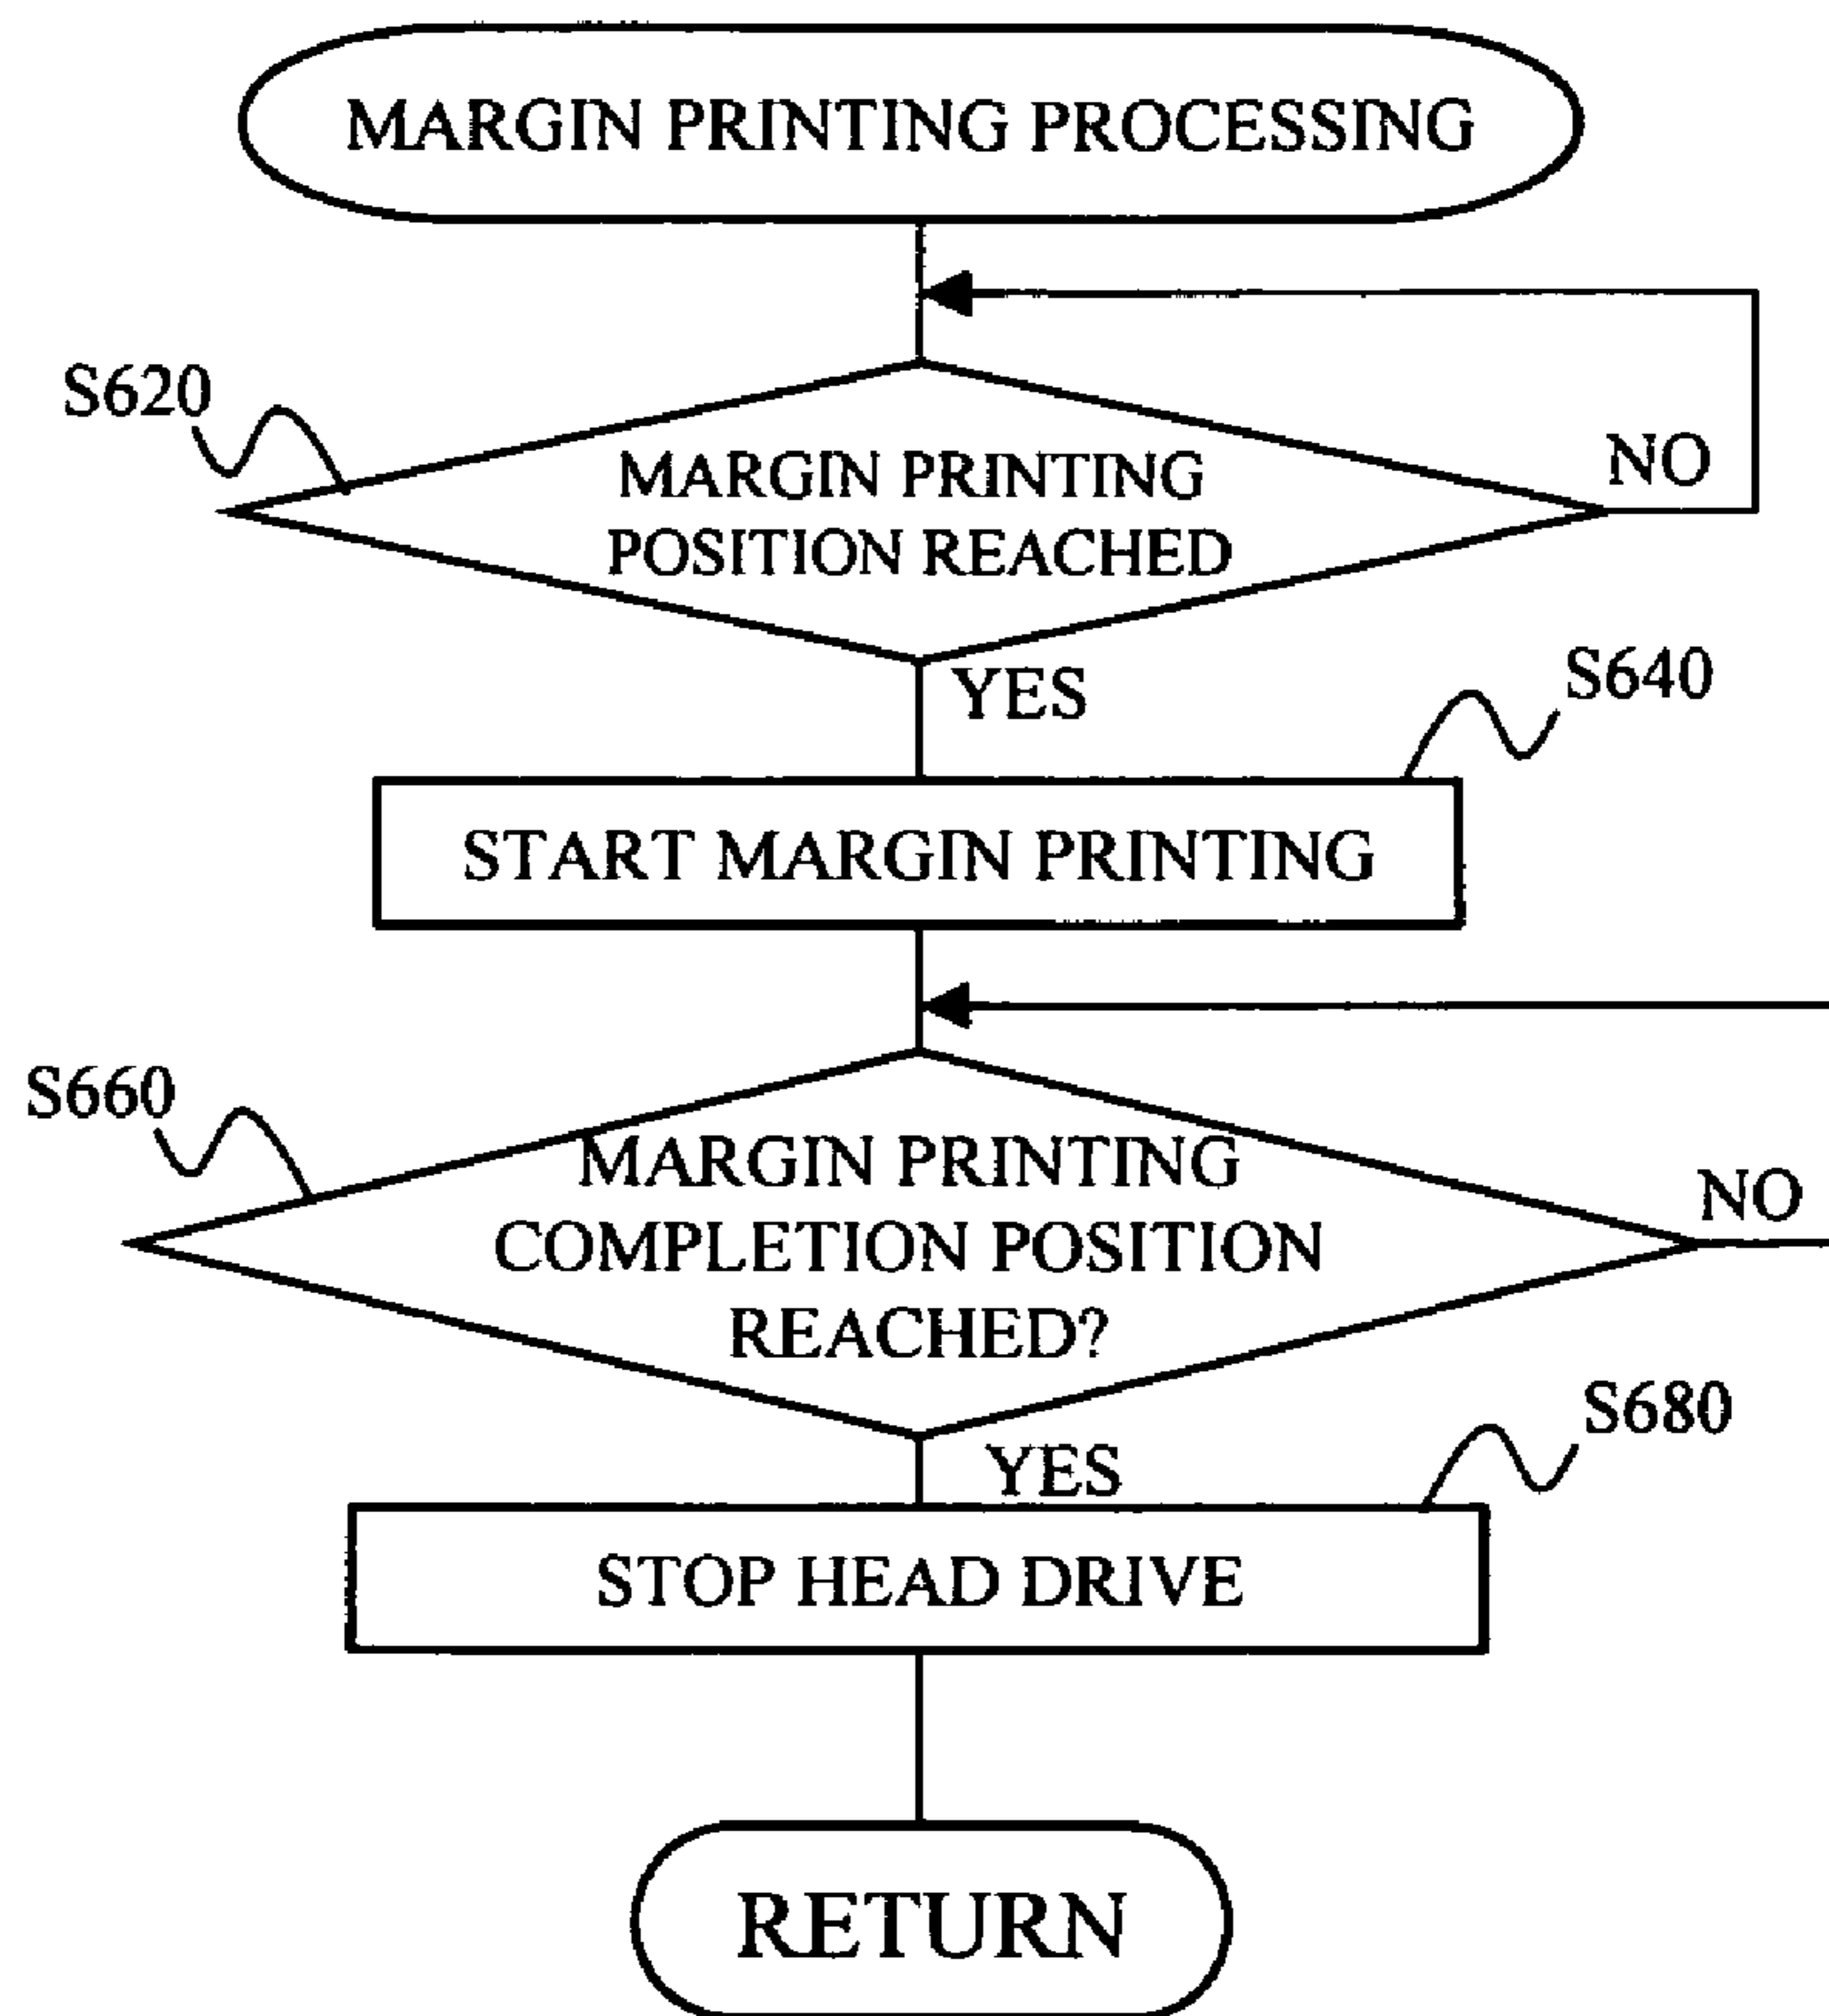 MARGIN PRINTING PROCESSING
S620
MARGIN PRINTING
POSITION REACHED
NO
YES
S640
START MARGIN PRINTING
S660
MARGIN PRINTING
COMPLETION POSITION
REACHED?
NO
YES
S680
STOP HEAD DRIVE
RETURN